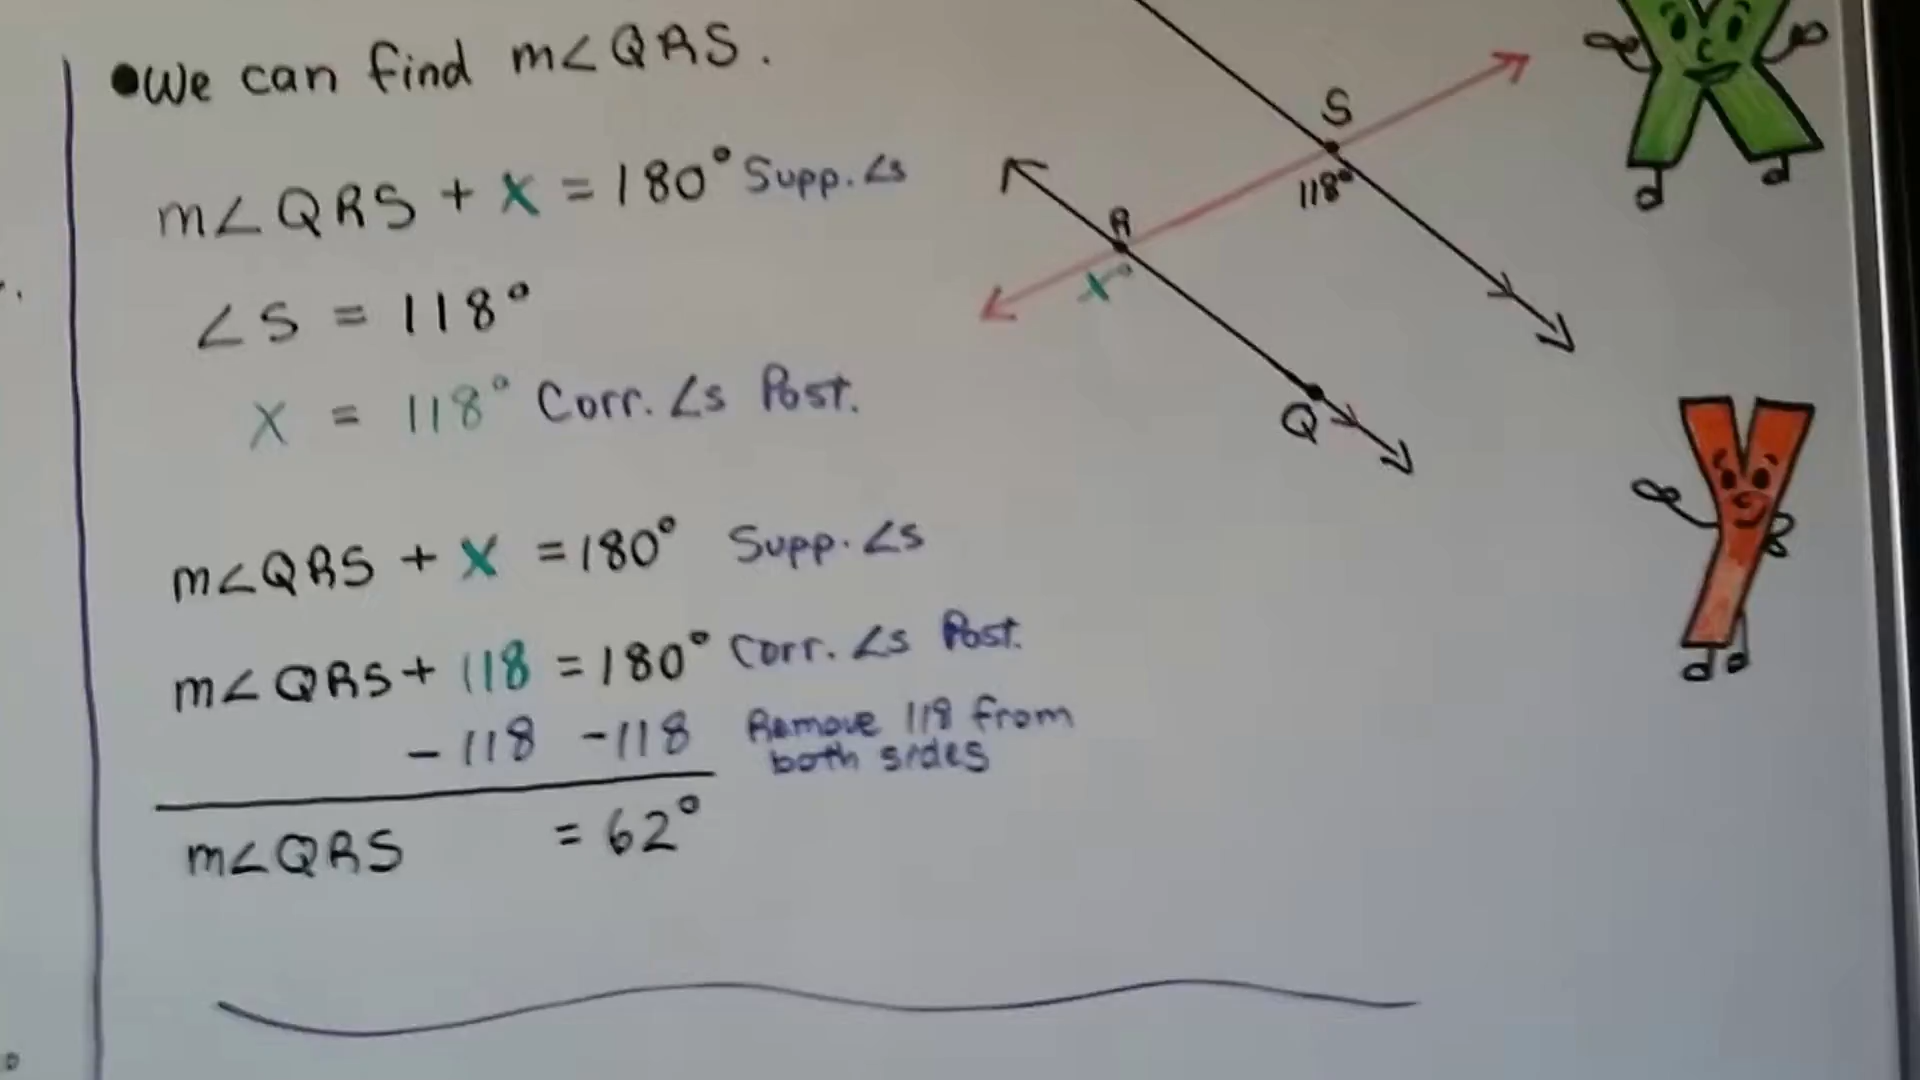 •We can find m∠QRS.
m∠QRS + x = 180° Supp. ∠s
∠S = 118°
x = 118° Corr. ∠s Post.
m∠QRS + x = 180° Supp. ∠s
m∠QRS + 118 = 180° Corr. ∠s Post.
- 118 -118 Remove 118 from
both sides
m∠QRS = 62°
S
118°
R
x°
Q
X
Y